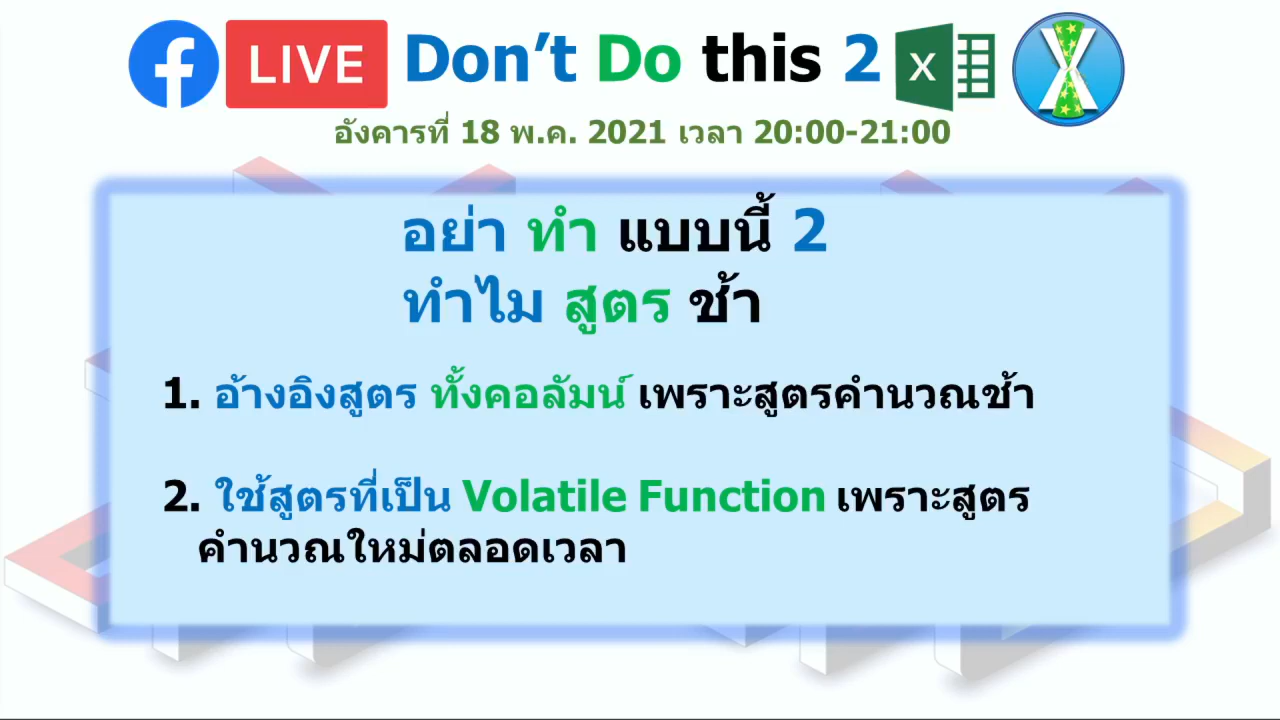 LIVE Don't Do this 2
อังคารที่ 18 พ.ค. 2021 เวลา 20:00-21:00
อย่า ทำ แบบนี้ 2
ทำไม สูตร ช้า
1. อ้างอิงสูตร ทั้งคอลัมน์ เพราะสูตรคำนวณช้า
2. ใช้สูตรที่เป็น Volatile Function เพราะสูตร
คำนวณใหม่ตลอดเวลา